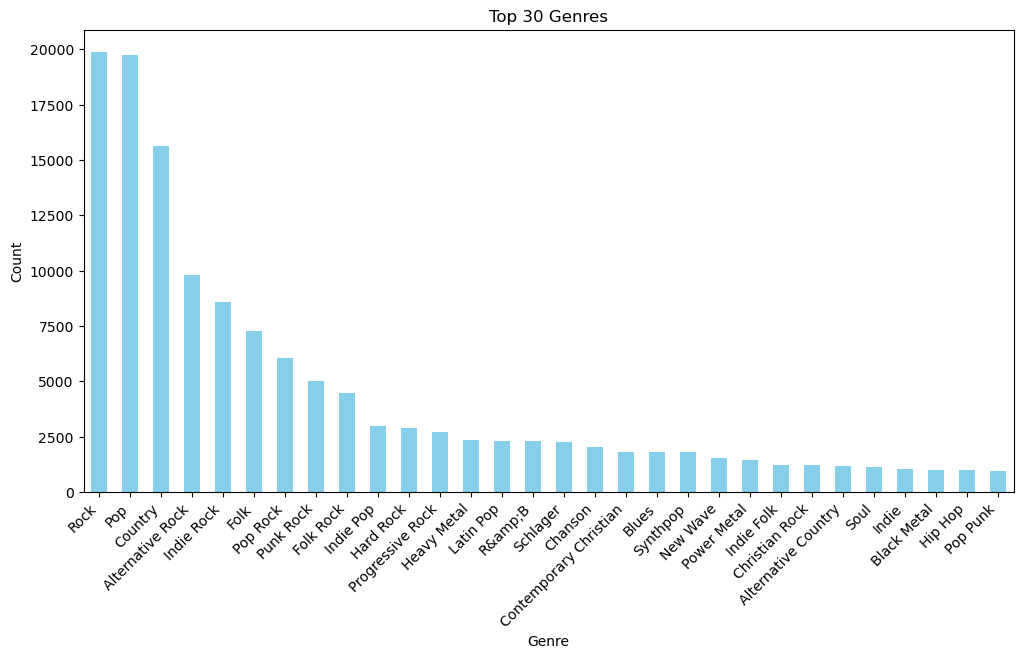 Top 30 Genres
20000
17500
15000
12500
10000
7500
5000
2500
0
Count
Rock
Pop
Country
Alternative Rock
Indie Rock
Folk
Pop Rock
Punk Rock
Folk Rock
Indie Pop
Hard Rock
Progressive Rock
Heavy Metal
Latin Pop
R&amp;B
Schlager
Chanson
Contemporary Christian
Blues
Synthpop
New Wave
Power Metal
Indie Folk
Christian Rock
Alternative Country
Soul
Indie
Black Metal
Hip Hop
Pop Punk
Genre